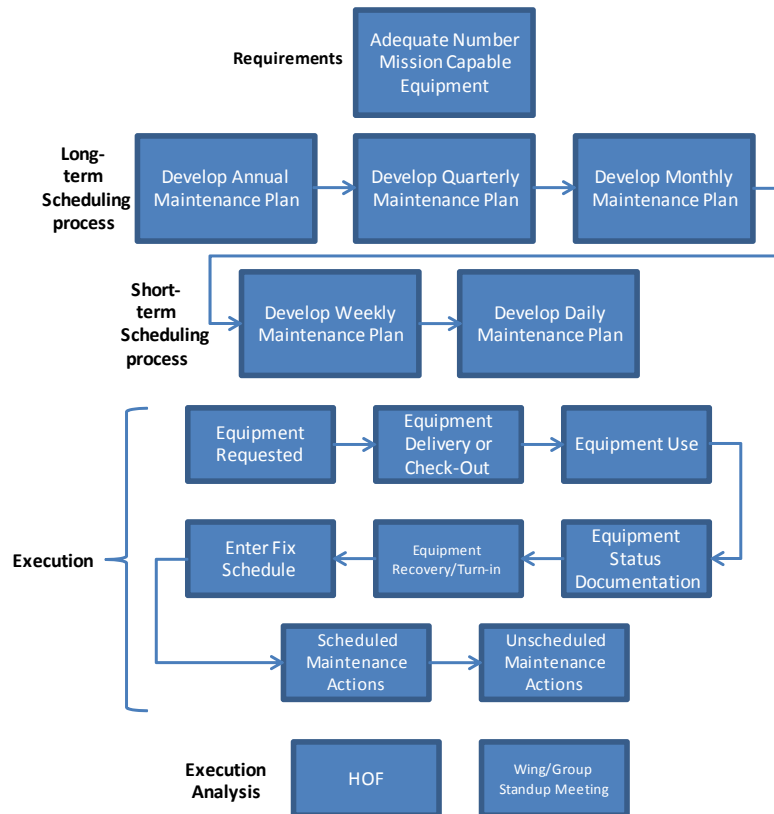 Requirements
Adequate Number
Mission Capable
Equipment
Long-
term
Scheduling
process
Develop Annual
Maintenance Plan
Develop Quarterly
Maintenance Plan
Develop Monthly
Maintenance Plan
Short-
term
Scheduling
process
Develop Weekly
Maintenance Plan
Develop Daily
Maintenance Plan
Execution
Equipment
Requested
Equipment
Delivery or
Check-Out
Equipment Use
Enter Fix
Schedule
Equipment
Recovery/Turn-in
Equipment
Status
Documentation
Scheduled
Maintenance
Actions
Unscheduled
Maintenance
Actions
Execution
Analysis
HOF
Wing/Group
Standup Meeting